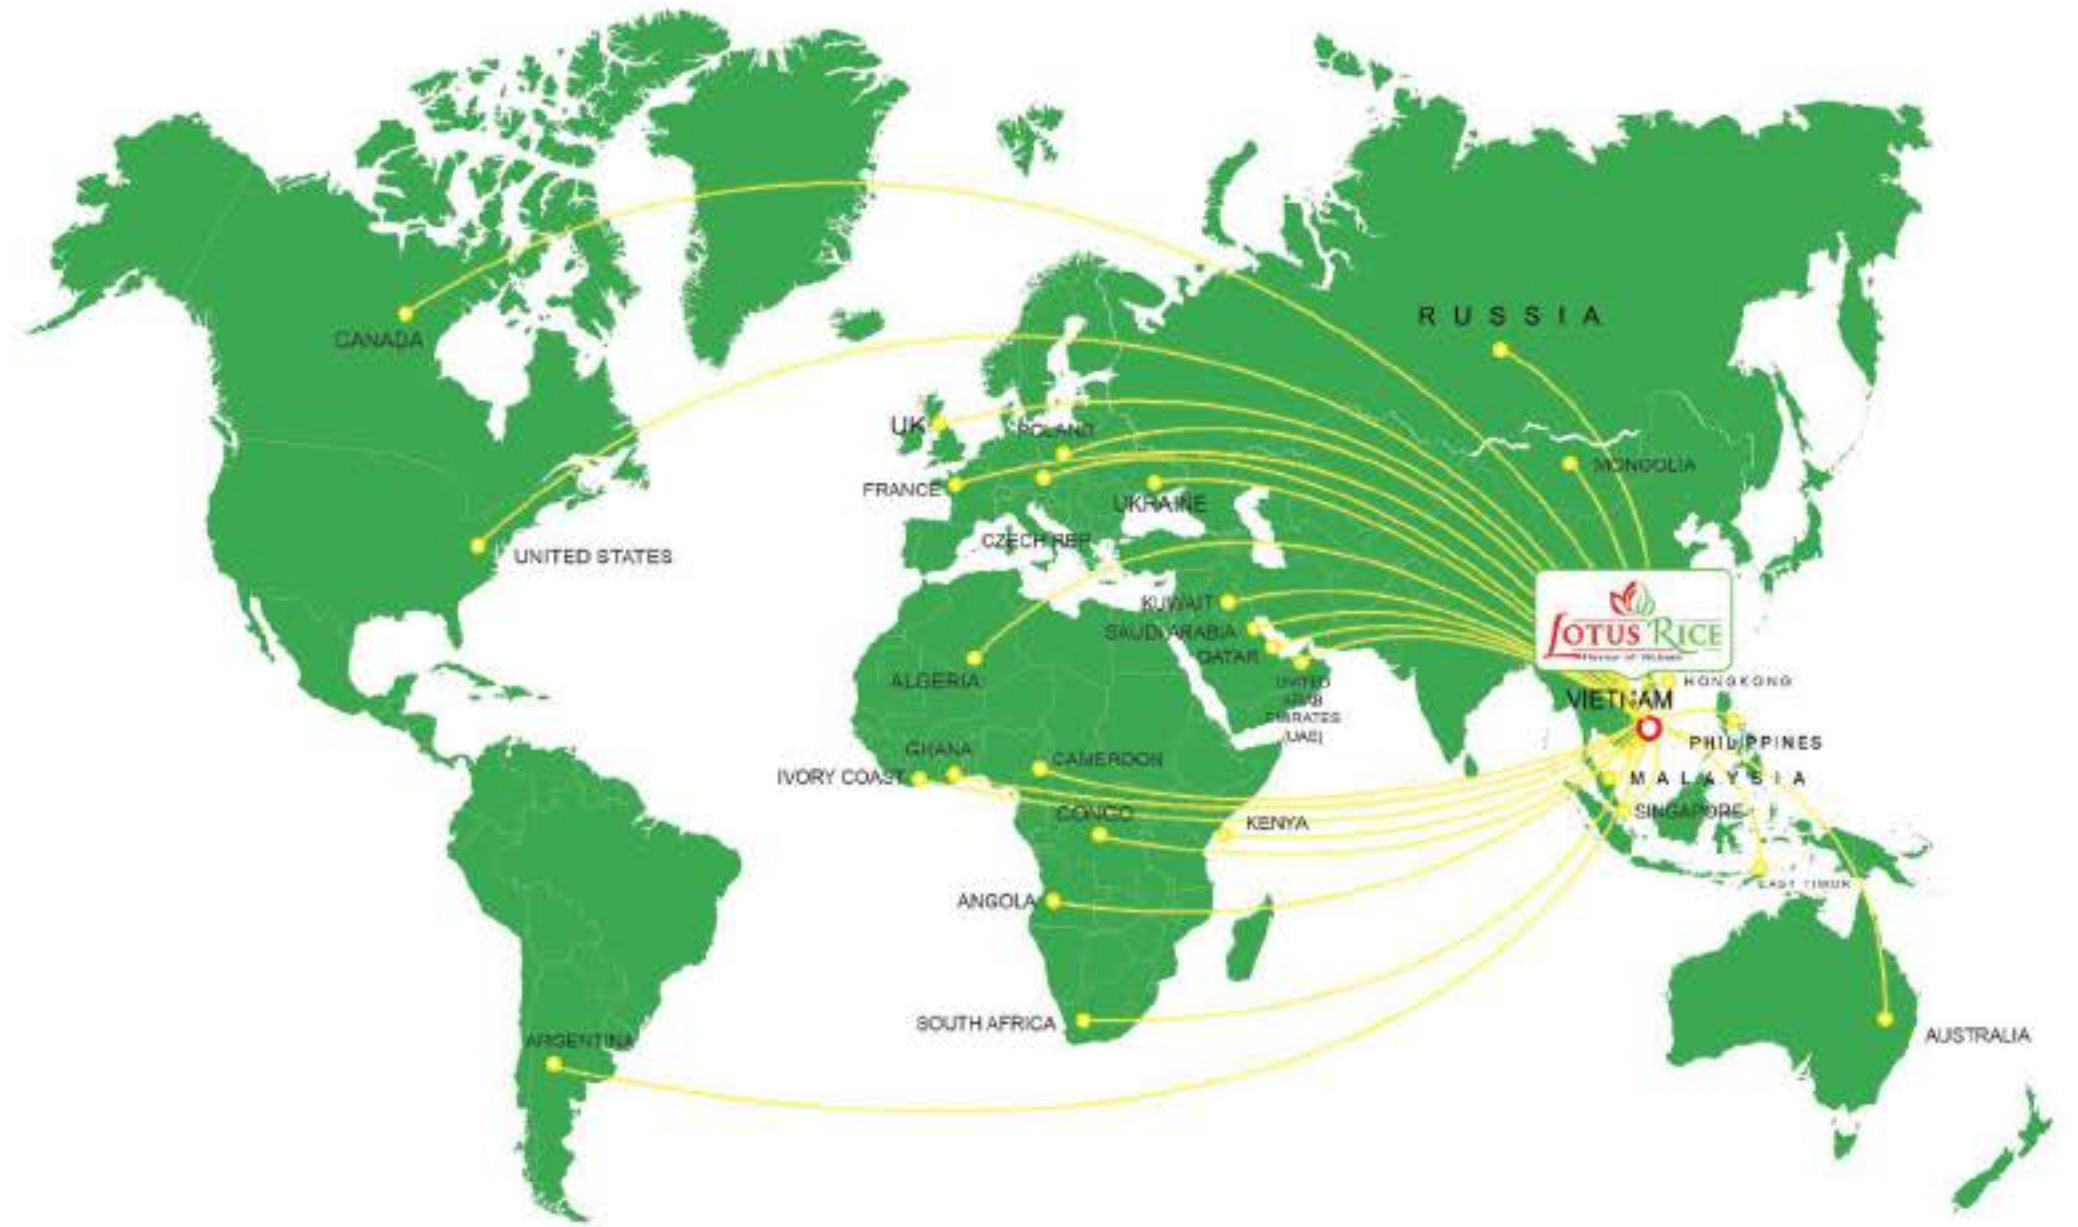 RUSSIA
CANADA
UK
POLAND
MONGOLIA
FRANCE
UKRAINE
CZECH REP
UNITED STATES
KUWAIT
SAUDI ARABIA
QATAR
LOTUS RICE
ALGERIA
UNITED
ARAB
EMIRATES
(UAE)
HONGKONG
VIETNAM
PHILIPPINES
GHANA
CAMEROON
IVORY COAST
MALAYSIA
CONGO
KENYA
SINGAPORE
EAST TIMOR
ANGOLA
SOUTH AFRICA
ARGENTINA
AUSTRALIA